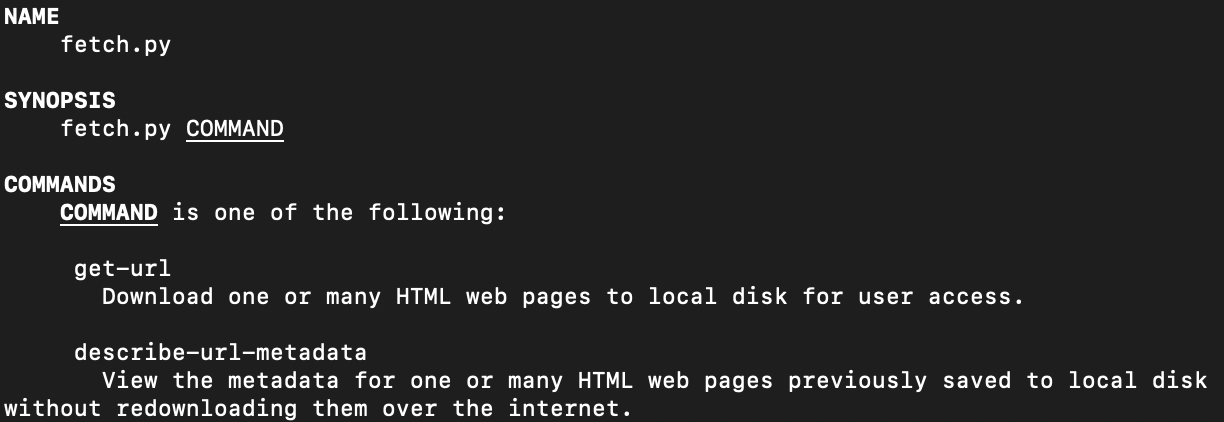 NAME
fetch.py
SYNOPSIS
fetch.py COMMAND
COMMANDS
COMMAND is one of the following:
get-url
Download one or many HTML web pages to local disk for user access.
describe-url-metadata
View the metadata for one or many HTML web pages previously saved to local disk
without redownloading them over the internet.